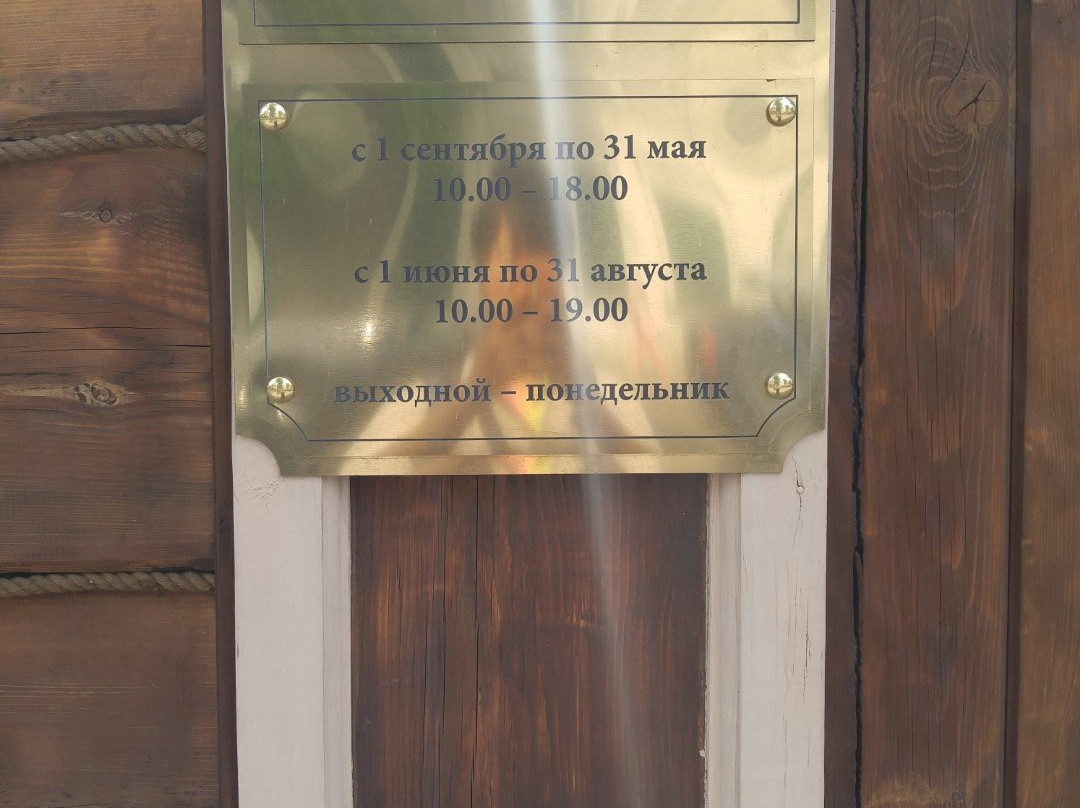 с 1 сентября по 31 мая
10.00 – 18.00
с 1 июня по 31 августа
10.00 – 19.00
выходной – понедельник